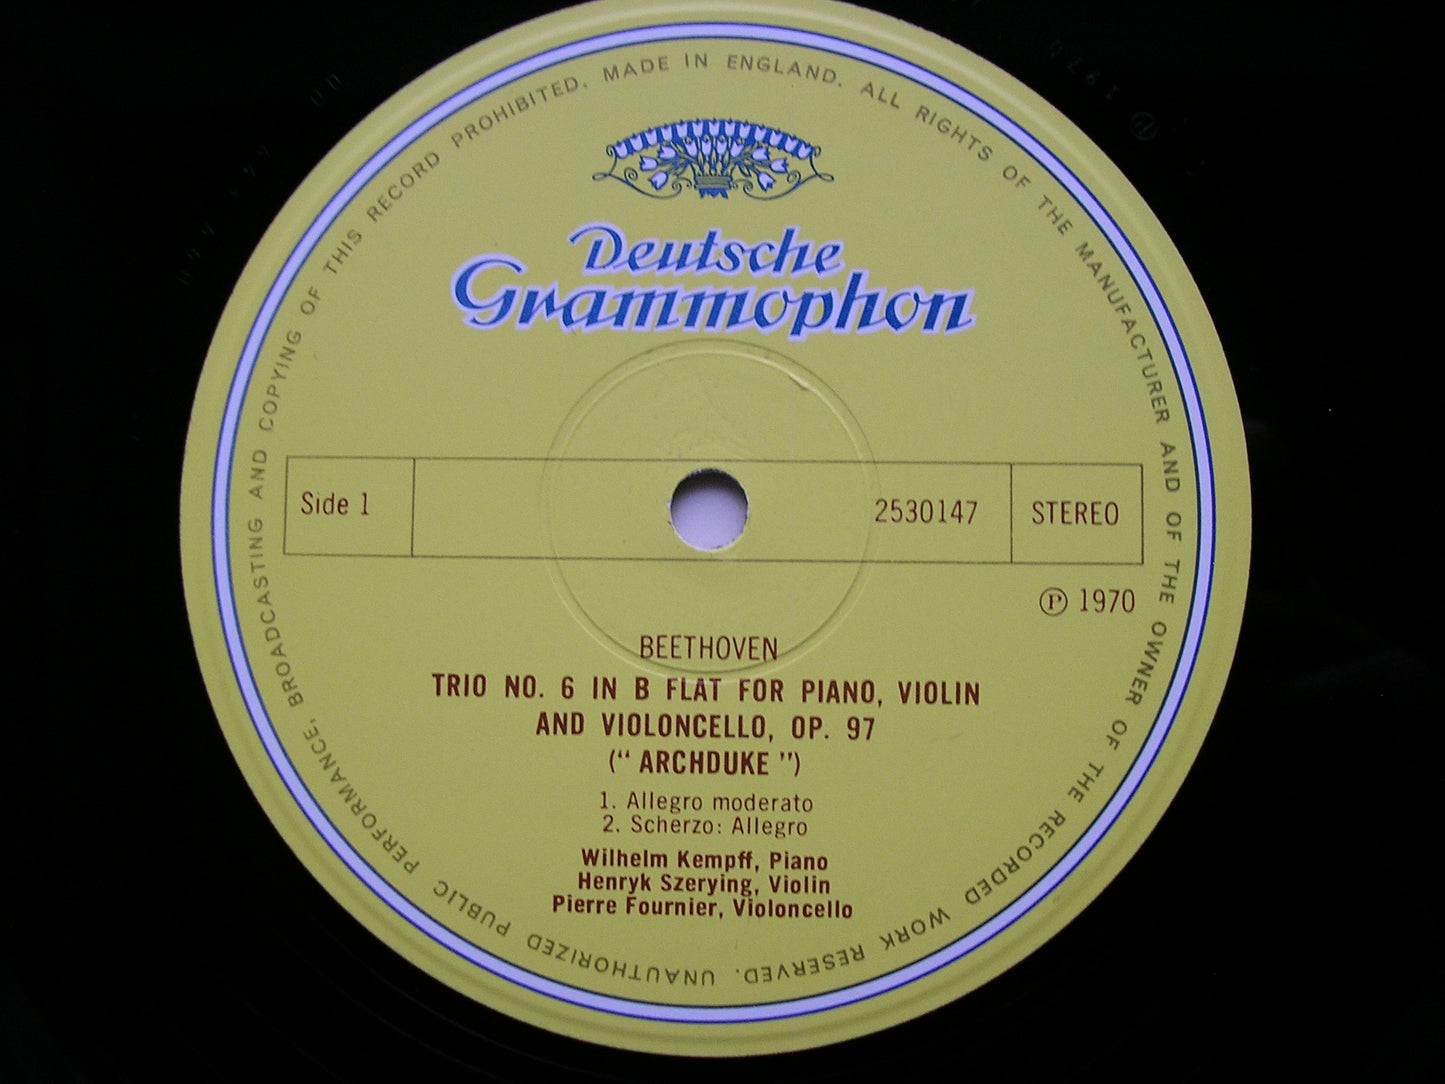 MADE IN ENGLAND. ALL RIGHTS OF THE MANUFACTURER AND OF THE OWNER OF THE RECORDED WORK RESERVED. UNAUTHORIZED PUBLIC PERFORMANCE, BROADCASTING AND COPYING OF THIS RECORD PROHIBITED.
Deutsche
Grammophon
Side 1
2530147
STEREO
℗ 1970
BEETHOVEN
TRIO NO. 6 IN B FLAT FOR PIANO, VIOLIN
AND VIOLONCELLO, OP. 97
(“ ARCHDUKE ”)
1. Allegro moderato
2. Scherzo: Allegro
Wilhelm Kempff, Piano
Henryk Szerying, Violin
Pierre Fournier, Violoncello